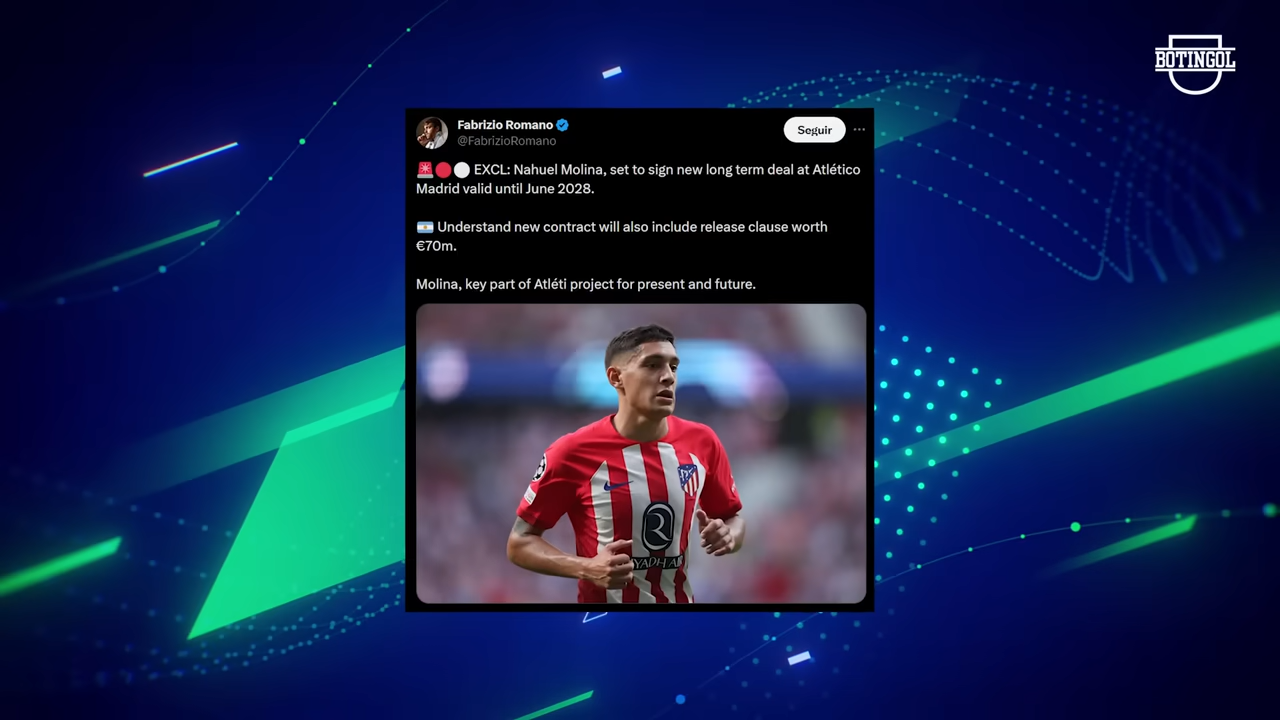 BOTINGOL
Fabrizio Romano
@FabrizioRomano
Seguir
🚨🔴⚪ EXCL: Nahuel Molina, set to sign new long term deal at Atlético
Madrid valid until June 2028.
🇦🇷 Understand new contract will also include release clause worth
€70m.
Molina, key part of Atléti project for present and future.
RIYADH AIR